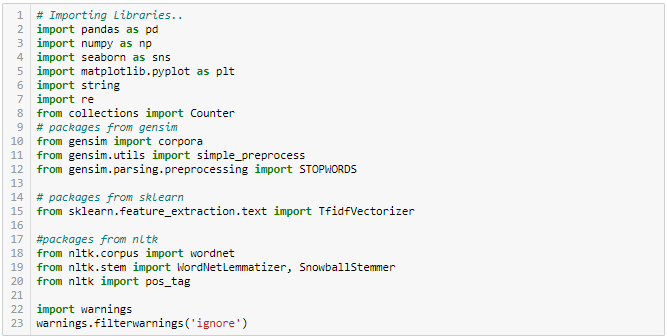 1 # Importing Libraries..
2 import pandas as pd
3 import numpy as np
4 import seaborn as sns
5 import matplotlib.pyplot as plt
6 import string
7 import re
8 from collections import Counter
9 # packages from gensim
10 from gensim import corpora
11 from gensim.utils import simple_preprocess
12 from gensim.parsing.preprocessing import STOPWORDS
13
14 # packages from sklearn
15 from sklearn.feature_extraction.text import TfidfVectorizer
16
17 #packages from nltk
18 from nltk.corpus import wordnet
19 from nltk.stem import WordNetLemmatizer, SnowballStemmer
20 from nltk import pos_tag
21
22 import warnings
23 warnings.filterwarnings('ignore')